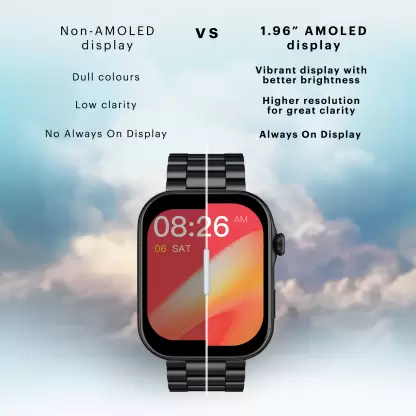 Non-AMOLED
display
VS
1.96” AMOLED
display
Dull colours
Vibrant display with
better brightness
Low clarity
Higher resolution
for great clarity
No Always On Display
Always On Display
08:26 AM
06 SAT